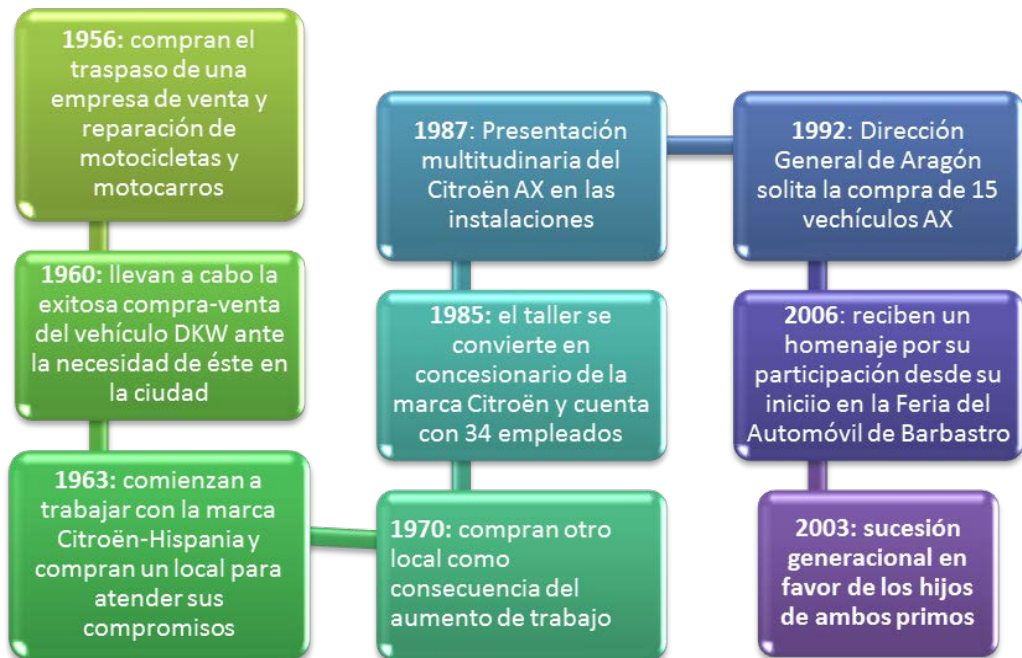 1956: compran el
traspaso de una
empresa de venta y
reparación de
motocicletas y
motocarros
1960: llevan a cabo la
exitosa compra-venta
del vehículo DKW ante
la necesidad de éste en
la ciudad
1963: comienzan a
trabajar con la marca
Citroën-Hispania y
compran un local para
atender sus
compromisos
1970: compran otro
local como
consecuencia del
aumento de trabajo
1985: el taller se
convierte en
concesionario de la
marca Citroën y cuenta
con 34 empleados
1987: Presentación
multitudinaria del
Citroën AX en las
instalaciones
1992: Dirección
General de Aragón
solita la compra de 15
vechículos AX
2006: reciben un
homenaje por su
participación desde su
iniciio en la Feria del
Automóvil de Barbastro
2003: sucesión
generacional en
favor de los hijos
de ambos primos